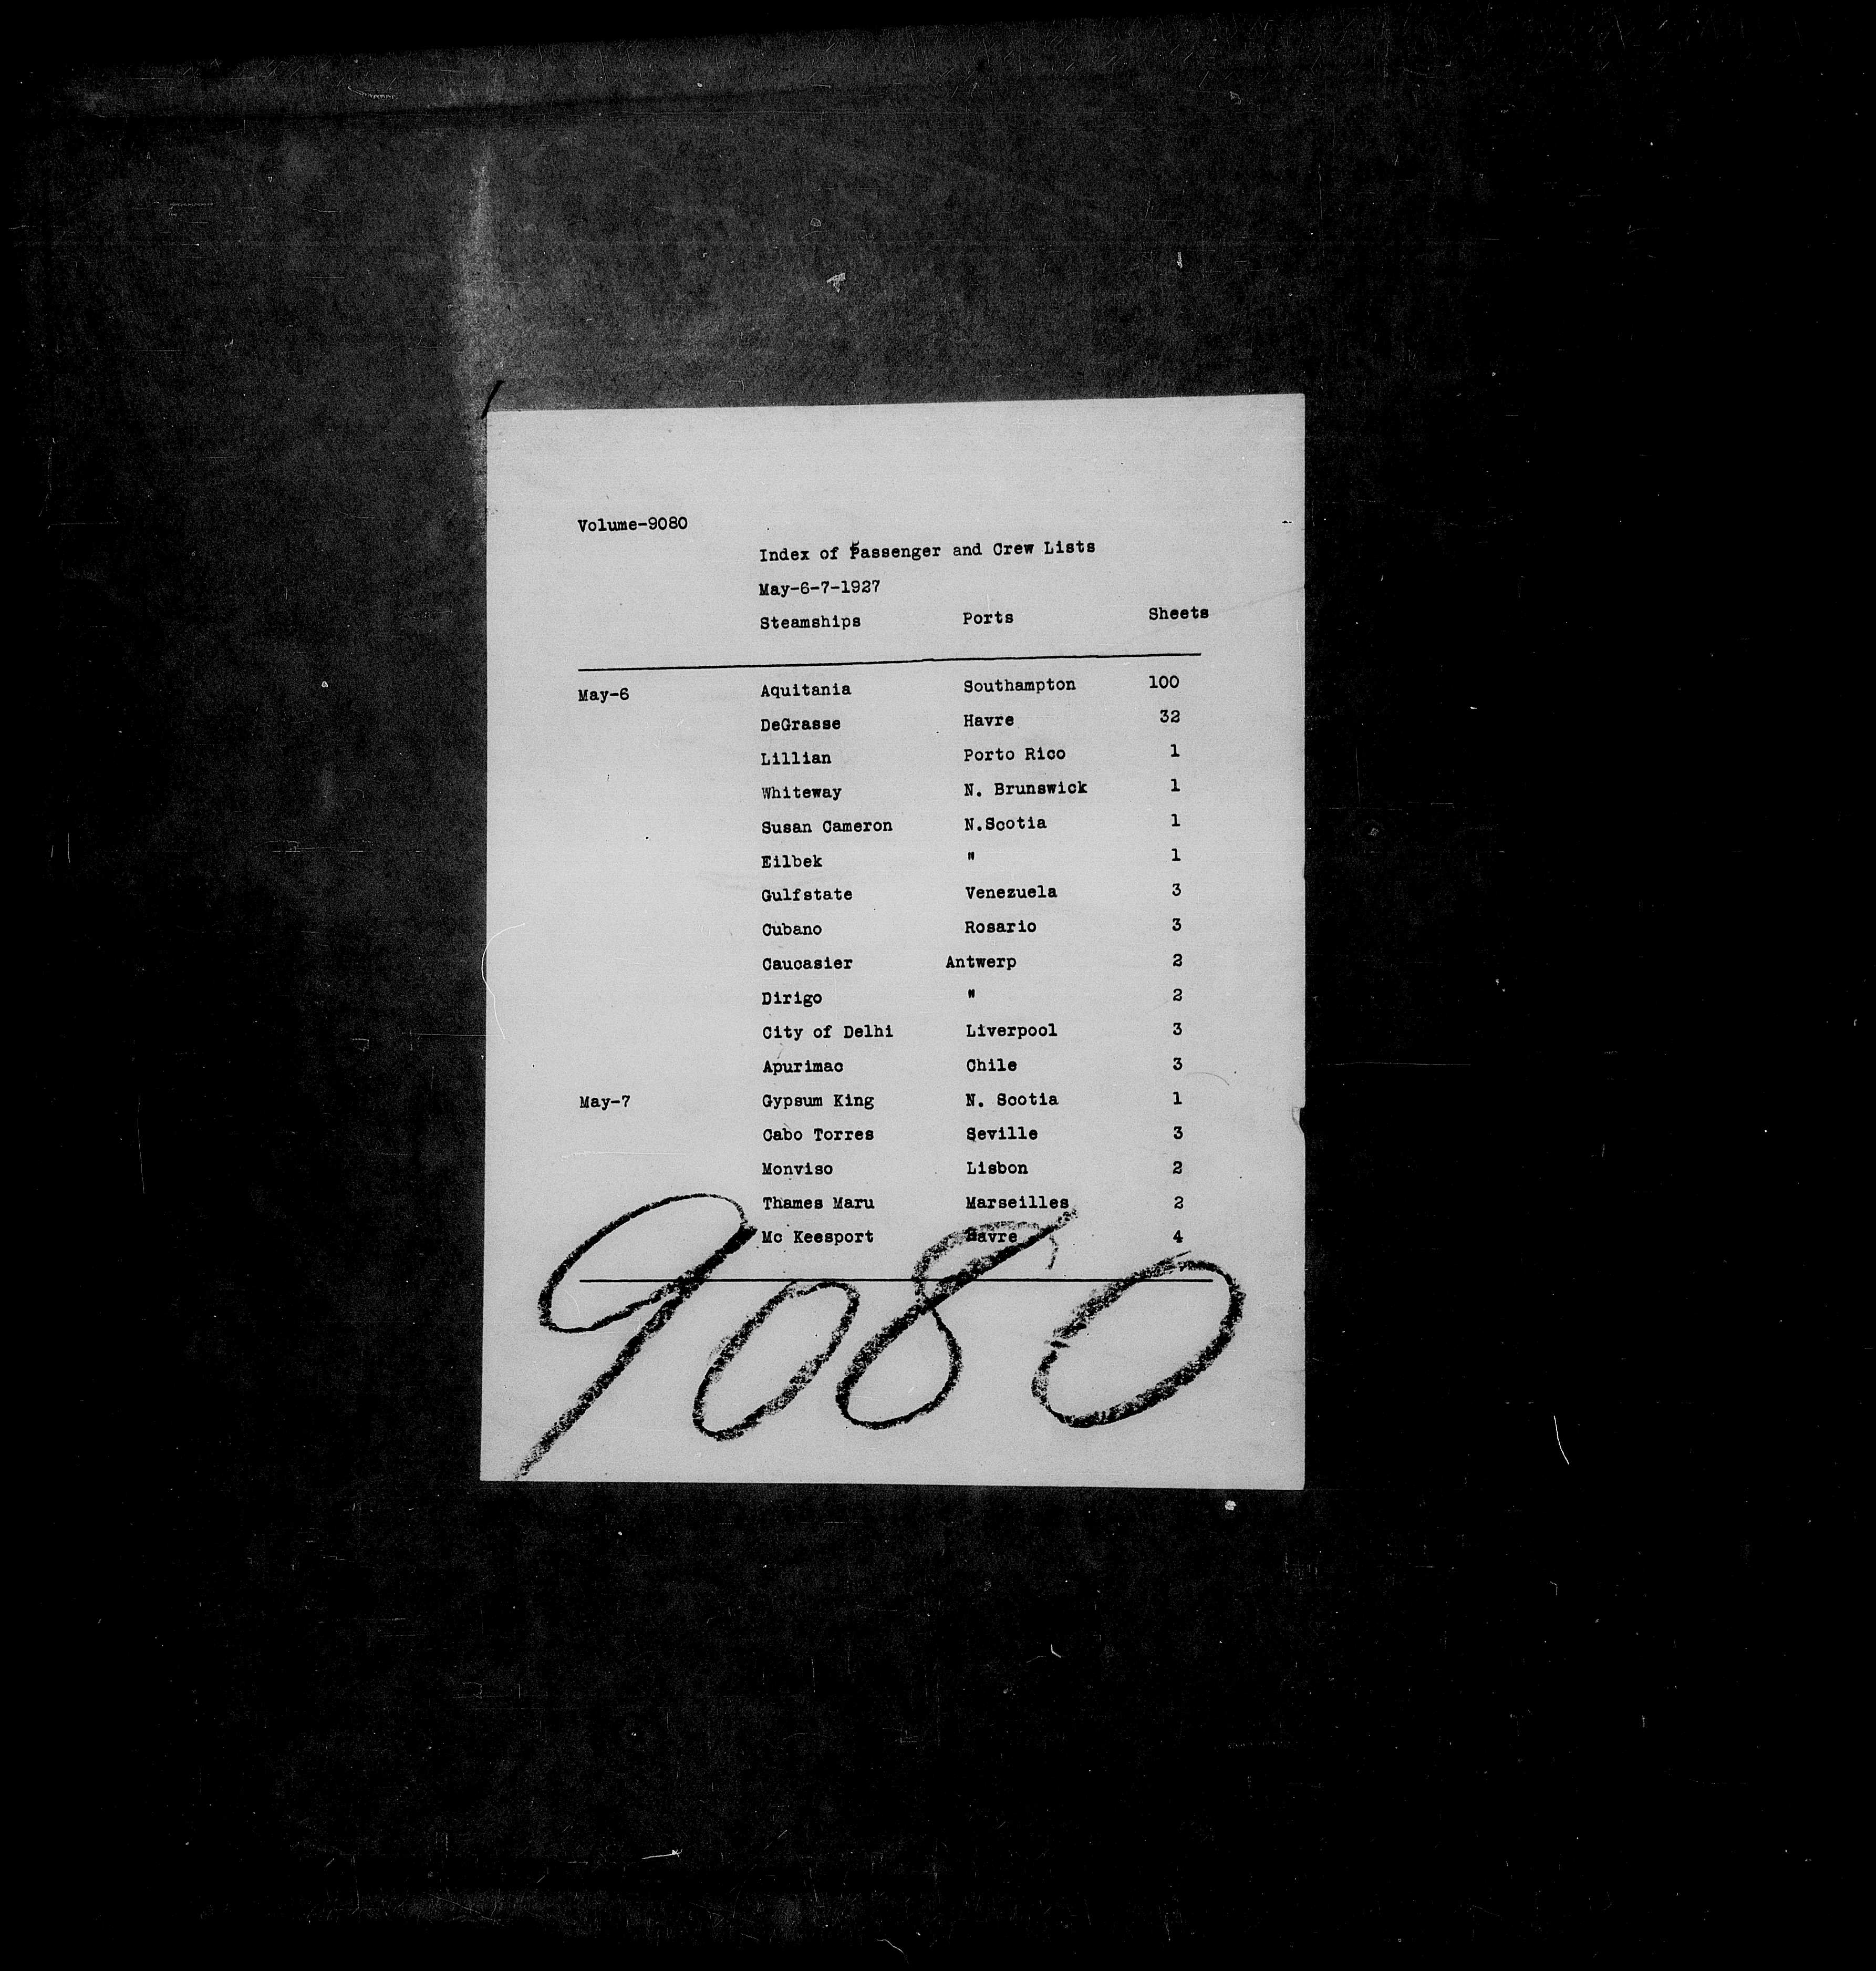 Volume-9080
Index of Passenger and Crew Lists
May-6-7-1927
Steamships Ports Sheets
May-6 Aquitania Southampton 100
DeGrasse Havre 32
Lillian Porto Rico 1
Whiteway N. Brunswick 1
Susan Cameron N.Scotia 1
Eilbek " 1
Gulfstate Venezuela 3
Cubano Rosario 3
Caucasier Antwerp 2
Dirigo " 2
City of Delhi Liverpool 3
Apurimac Chile 3
May-7 Gypsum King N. Scotia 1
Cabo Torres Seville 3
Monviso Lisbon 2
Thames Maru Marseilles 2
Mc Keesport Havre 4
9080